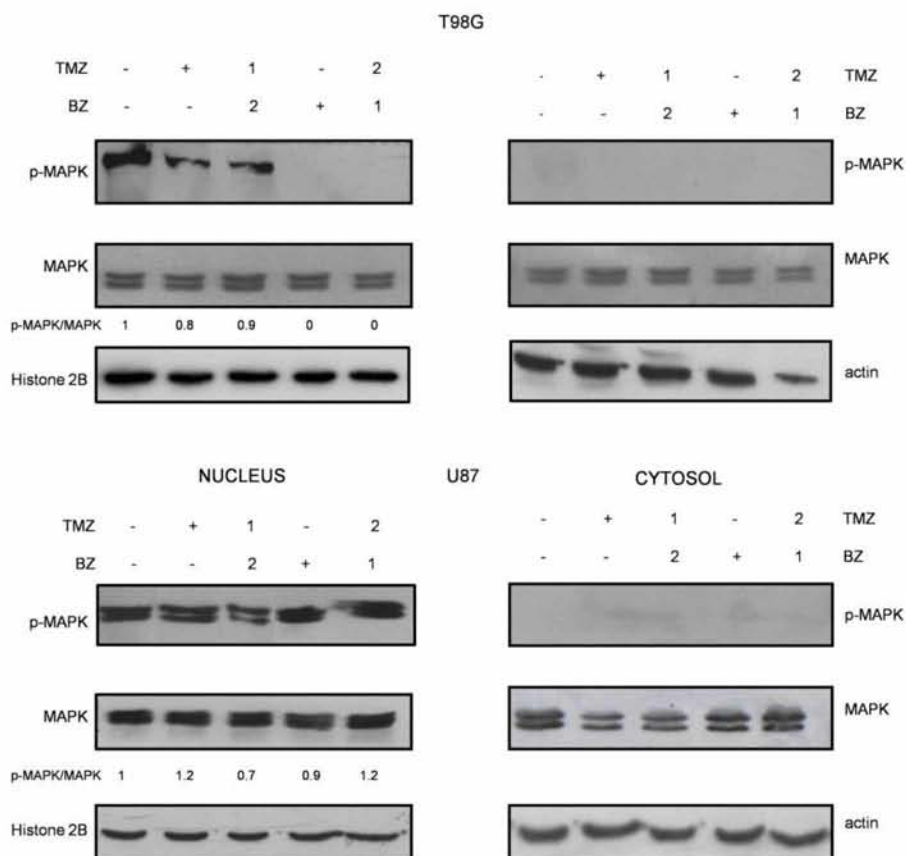 T98G
TMZ - + 1 - 2
BZ - - 2 + 1
p-MAPK
MAPK
p-MAPK/MAPK 1 0.8 0.9 0 0
Histone 2B
- + 1 - 2 TMZ
- - 2 + 1 BZ
p-MAPK
MAPK
actin
NUCLEUS U87 CYTOSOL
TMZ - + 1 - 2
BZ - - 2 + 1
p-MAPK
MAPK
p-MAPK/MAPK 1 1.2 0.7 0.9 1.2
Histone 2B
- + 1 - 2 TMZ
- - 2 + 1 BZ
p-MAPK
MAPK
actin